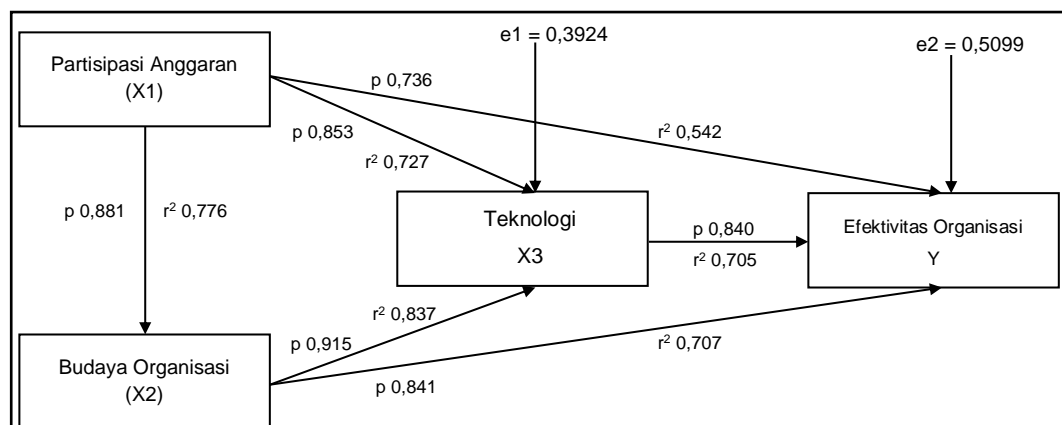 e1 = 0,3924
e2 = 0,5099
Partisipasi Anggaran
(X1)
p 0,736
p 0,853
r² 0,542
r² 0,727
p 0,881
r² 0,776
Teknologi
X3
p 0,840
r² 0,705
Efektivitas Organisasi
Y
r² 0,837
p 0,915
r² 0,707
p 0,841
Budaya Organisasi
(X2)